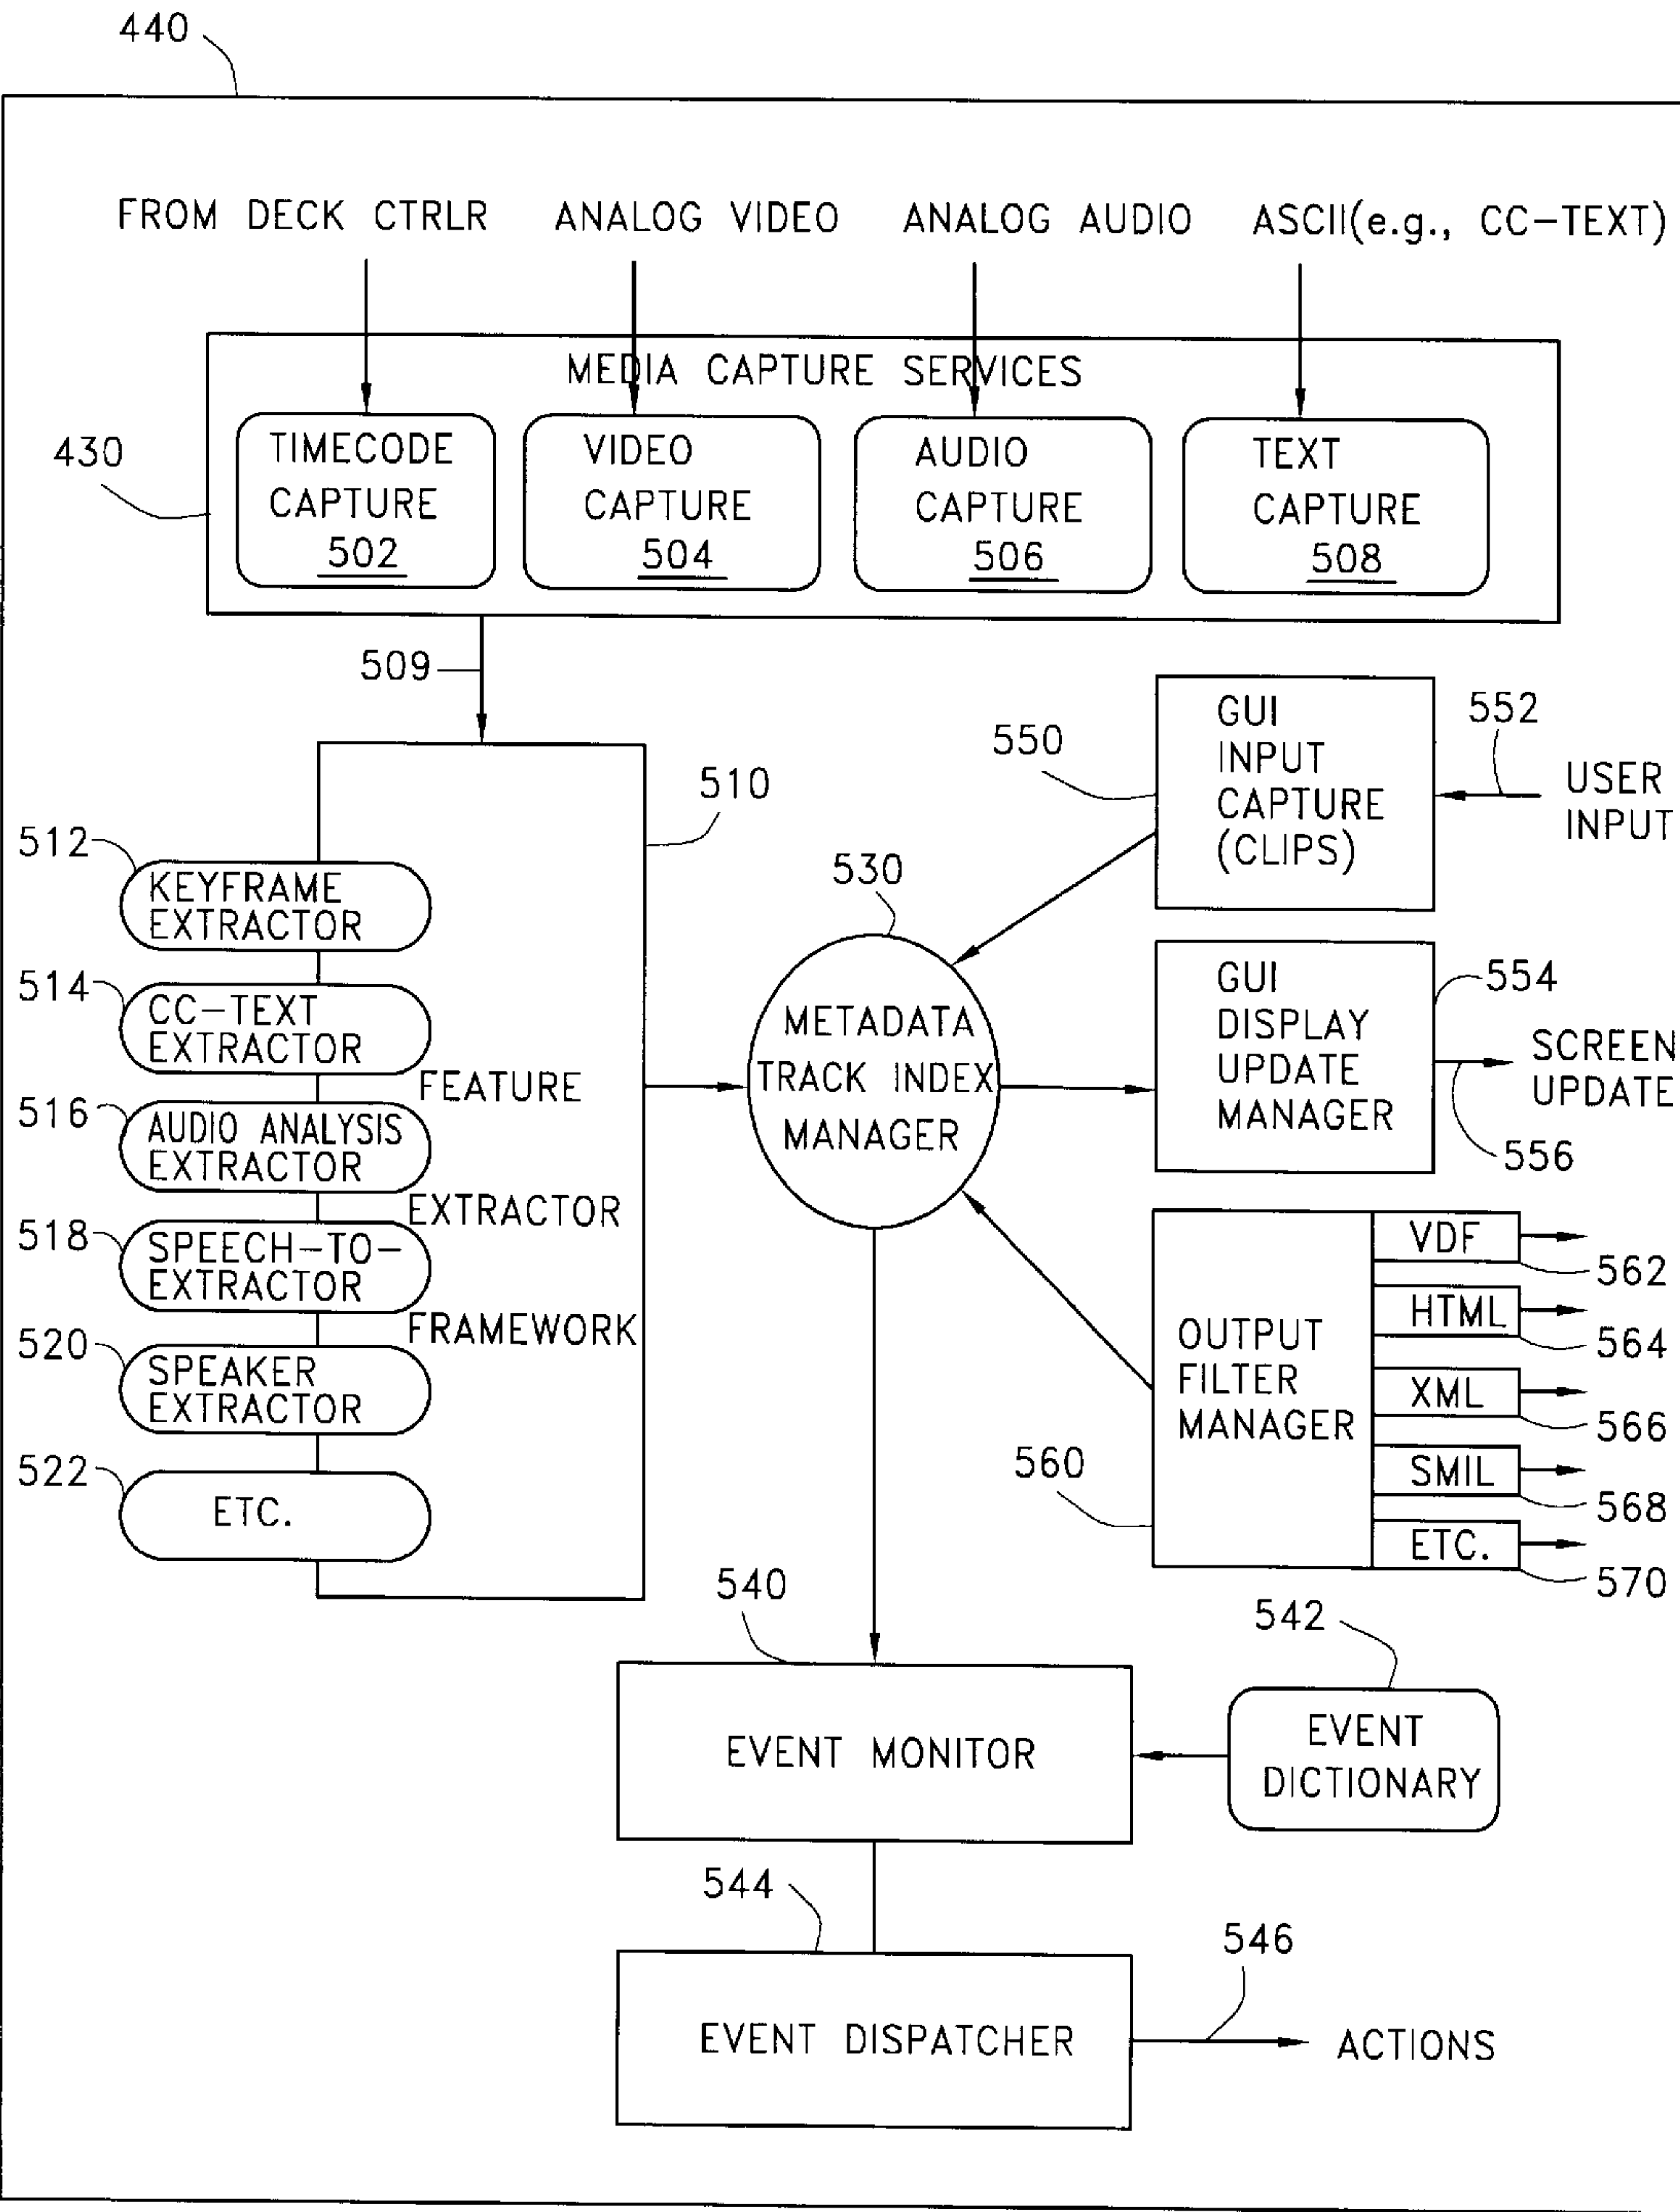 440
FROM DECK CTRLR
ANALOG VIDEO
ANALOG AUDIO
ASCII(e.g., CC-TEXT)
MEDIA CAPTURE SERVICES
430
TIMECODE
CAPTURE
502
VIDEO
CAPTURE
504
AUDIO
CAPTURE
506
TEXT
CAPTURE
508
509
510
512
KEYFRAME
EXTRACTOR
514
CC-TEXT
EXTRACTOR
516
AUDIO ANALYSIS
EXTRACTOR
518
SPEECH-TO-
EXTRACTOR
520
SPEAKER
EXTRACTOR
522
ETC.
FEATURE
EXTRACTOR
FRAMEWORK
530
METADATA
TRACK INDEX
MANAGER
550
GUI
INPUT
CAPTURE
(CLIPS)
552
USER
INPUT
GUI
DISPLAY
UPDATE
MANAGER
554
SCREEN
UPDATE
556
560
OUTPUT
FILTER
MANAGER
VDF
562
HTML
564
XML
566
SMIL
568
ETC.
570
540
EVENT MONITOR
542
EVENT
DICTIONARY
544
EVENT DISPATCHER
546
ACTIONS